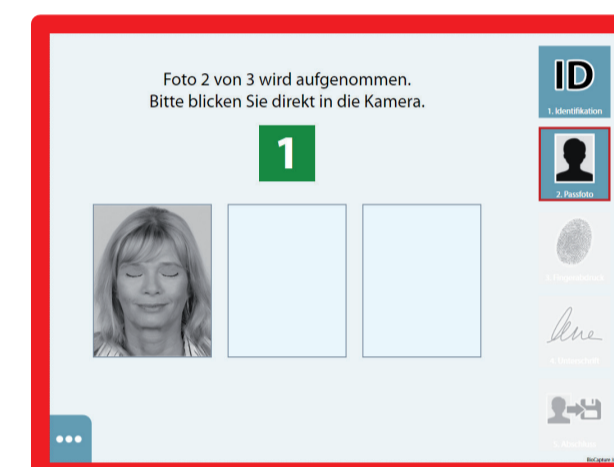 Foto 2 von 3 wird aufgenommen.
Bitte blicken Sie direkt in die Kamera.
1
ID
1. Identifikation
2. Passfoto